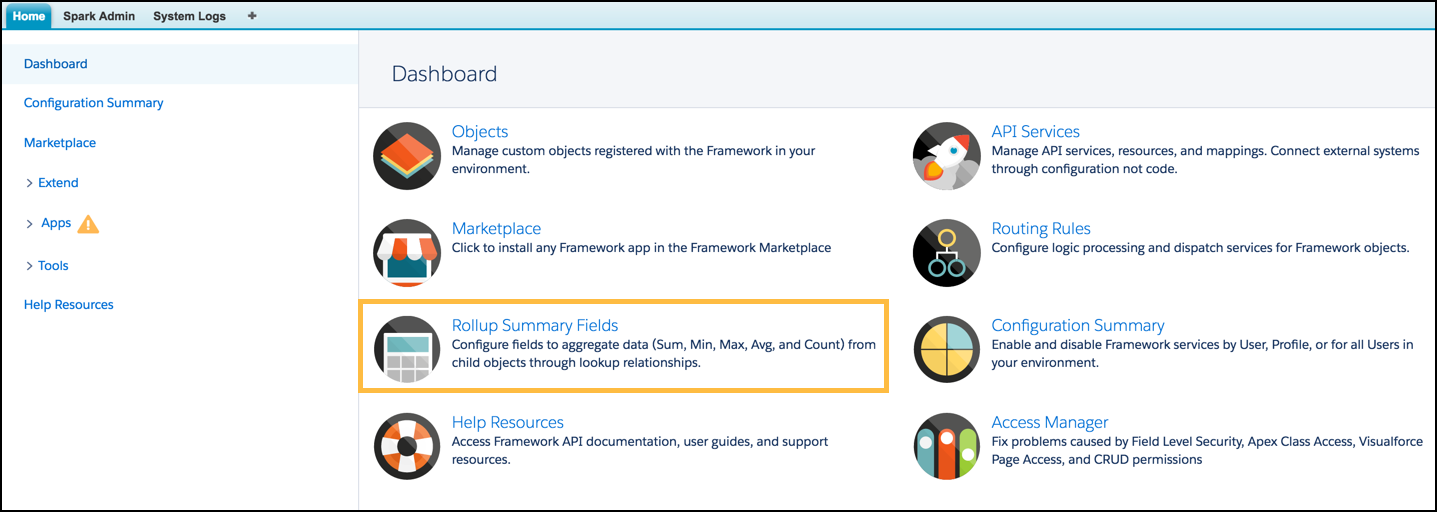 Home Spark Admin System Logs +
Dashboard
Configuration Summary
Marketplace
> Extend
> Apps !
> Tools
Help Resources
Dashboard
Objects
Manage custom objects registered with the Framework in your
environment.
API Services
Manage API services, resources, and mappings. Connect external systems
through configuration not code.
Marketplace
Click to install any Framework app in the Framework Marketplace
Routing Rules
Configure logic processing and dispatch services for Framework objects.
Rollup Summary Fields
Configure fields to aggregate data (Sum, Min, Max, Avg, and Count) from
child objects through lookup relationships.
Configuration Summary
Enable and disable Framework services by User, Profile, or for all Users in
your environment.
Help Resources
Access Framework API documentation, user guides, and support
resources.
Access Manager
Fix problems caused by Field Level Security, Apex Class Access, Visualforce
Page Access, and CRUD permissions